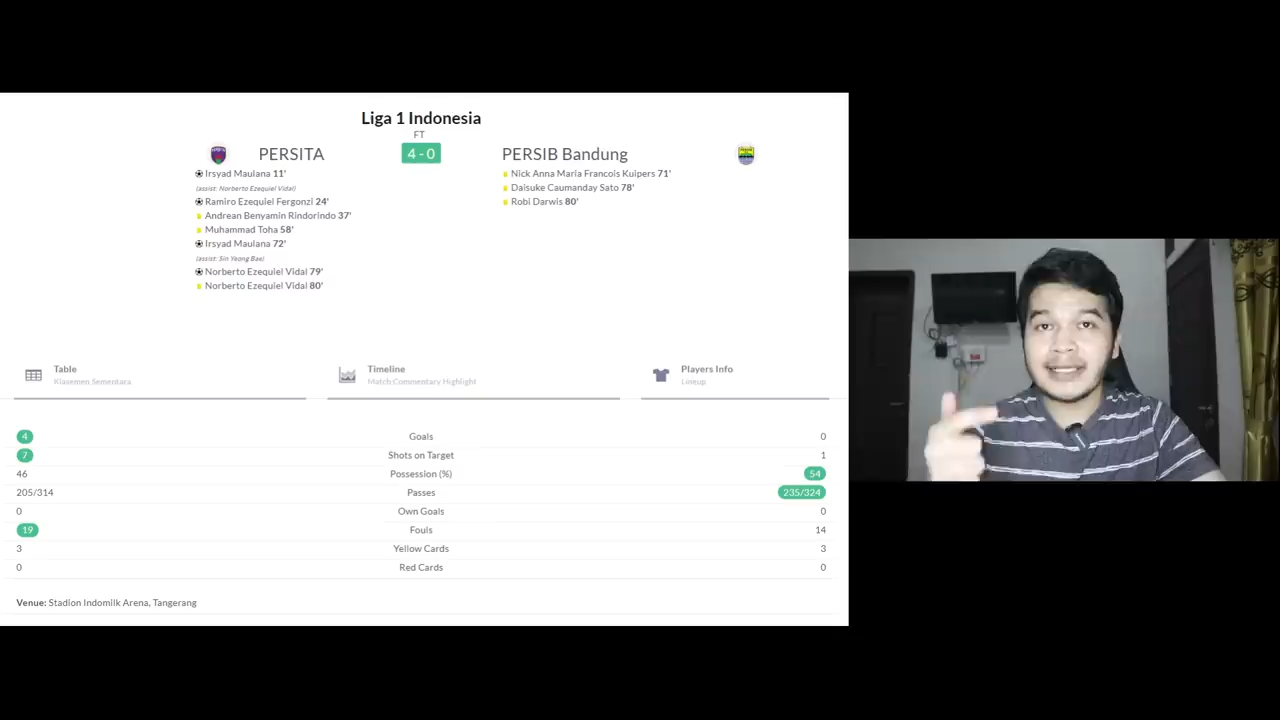 Liga 1 Indonesia
FT
PERSITA
4 - 0
PERSIB Bandung
Irsyad Maulana 11'
(assist: Norberto Ezequiel Vidal)
Ramiro Ezequiel Fergonzi 24'
Andrean Benyamin Rindorindo 37'
Muhammad Toha 58'
Irsyad Maulana 72'
(assist: Sin Yeong Bae)
Norberto Ezequiel Vidal 79'
Norberto Ezequiel Vidal 80'
Nick Anna Maria Francois Kuipers 71'
Daisuke Caumanday Sato 78'
Robi Darwis 80'
Table
Klasemen Sementara
Timeline
Match Commentary Highlight
Players Info
Lineup
4 Goals 0
7 Shots on Target 1
46 Possession (%) 54
205/314 Passes 235/324
0 Own Goals 0
19 Fouls 14
3 Yellow Cards 3
0 Red Cards 0
Venue: Stadion Indomilk Arena, Tangerang